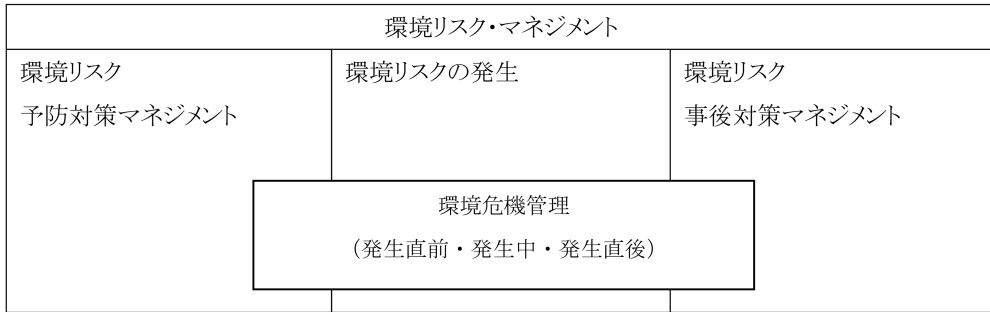 環境リスク・マネジメント
環境リスク
予防対策マネジメント
環境リスクの発生
環境リスク
事後対策マネジメント
環境危機管理
（発生直前・発生中・発生直後）